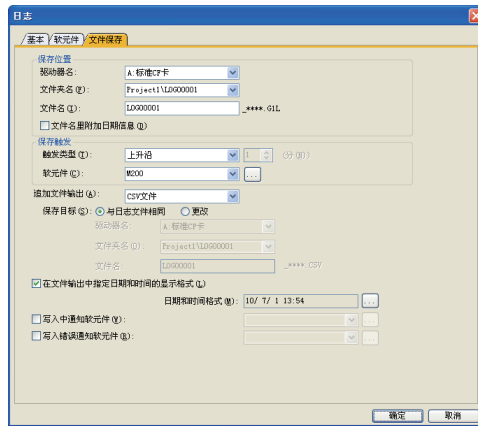 日志
基本 软元件 文件保存
保存位置
驱动器名: A:标准CF卡
文件夹名(F): Project1\LOG00001
文件名(I): LOG00001 _****.G1L
文件名里附加日期信息(D)
保存触发
触发类型(T): 上升沿 1 (分)(N):
软元件(C): M200 ...
追加文件输出(A): CSV文件
保存目标(S): 与日志文件相同 更改
驱动器名: A:标准CF卡
文件夹名(O): Project1\LOG00001
文件名: LOG00001 _****.CSV
在文件输出中指定日期和时间的显示格式(L)
日期和时间格式(M): 10/ 7/ 1 13:54 ...
写入中通知软元件(V): ...
写入错误通知软元件(R): ...
确定 取消